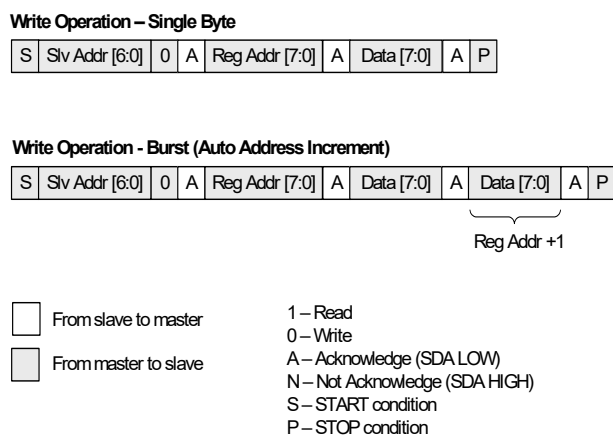 Write Operation – Single Byte
S Slv Addr [6:0] 0 A Reg Addr [7:0] A Data [7:0] A P
Write Operation - Burst (Auto Address Increment)
S Slv Addr [6:0] 0 A Reg Addr [7:0] A Data [7:0] A Data [7:0] A P
Reg Addr +1
From slave to master
From master to slave
1 – Read
0 – Write
A – Acknowledge (SDA LOW)
N – Not Acknowledge (SDA HIGH)
S – START condition
P – STOP condition